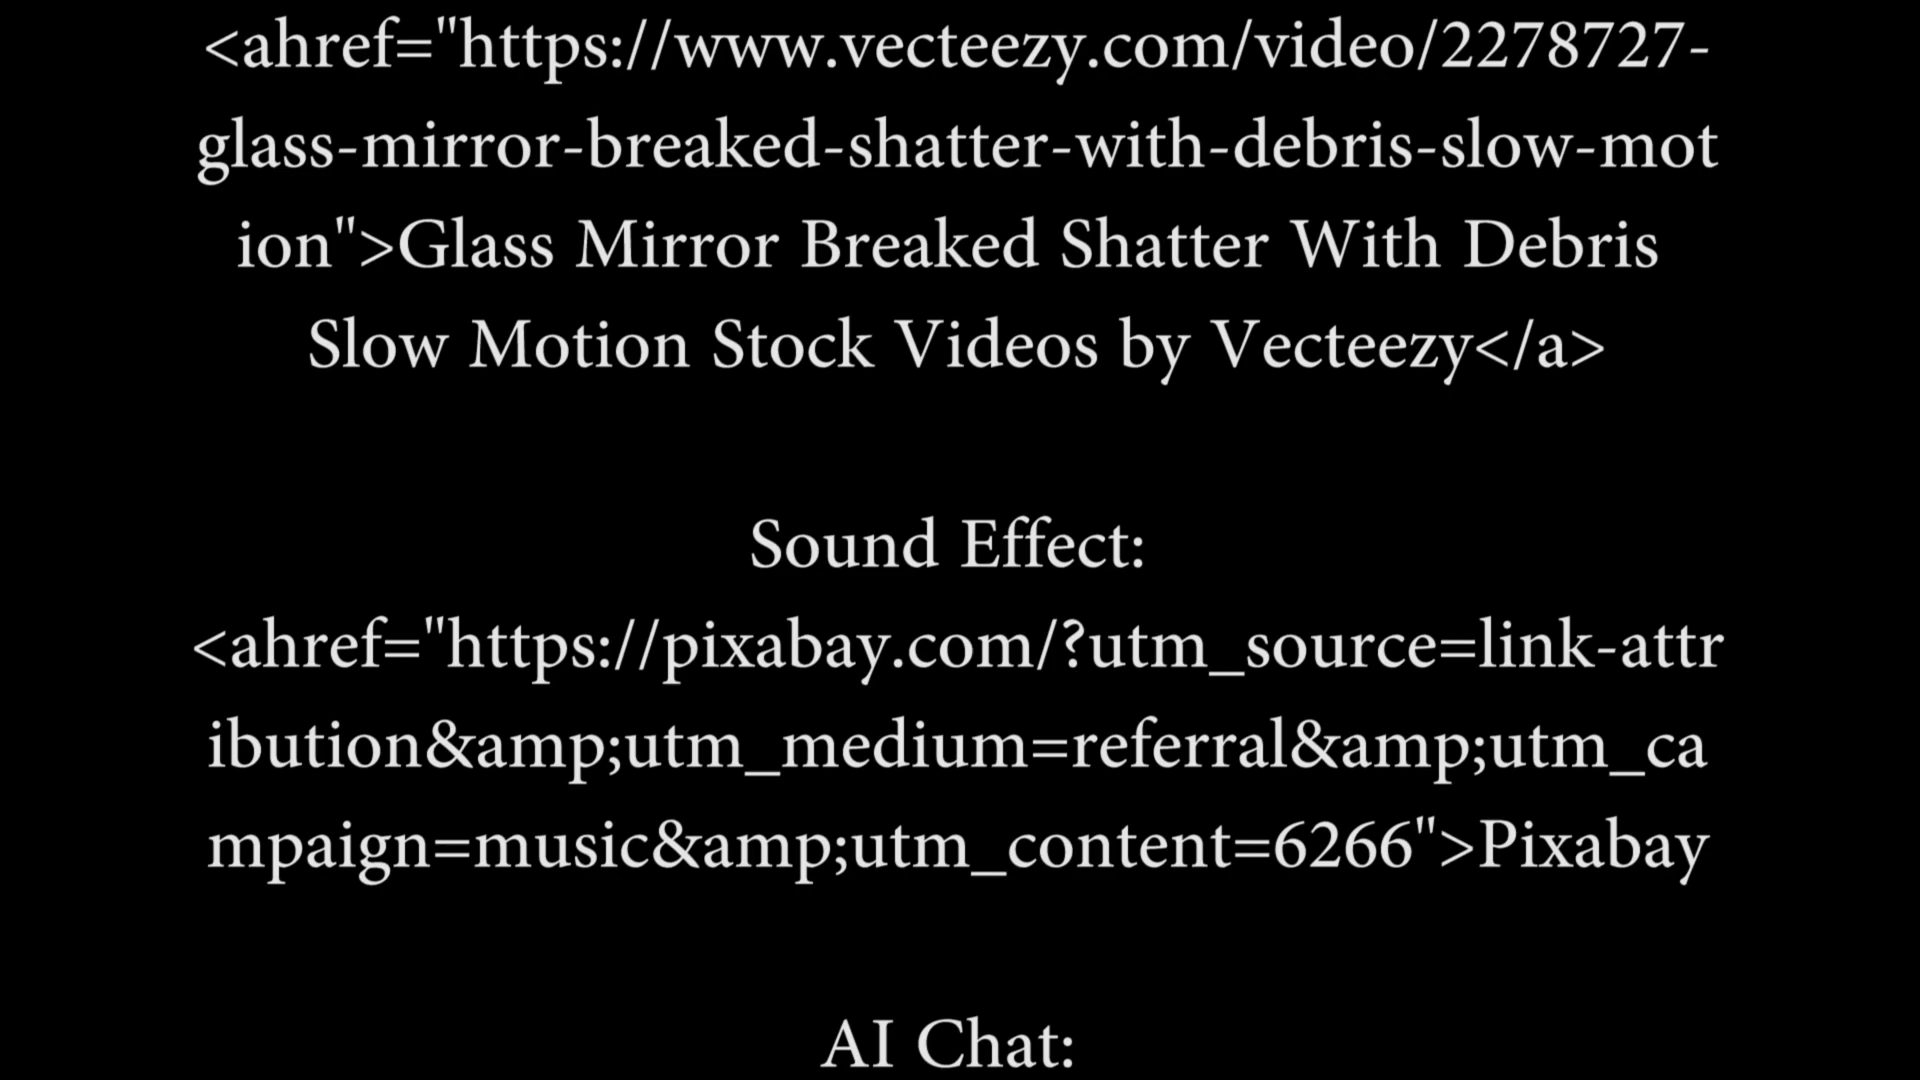 <ahref="https://www.vecteezy.com/video/2278727-
glass-mirror-breaked-shatter-with-debris-slow-mot
ion">Glass Mirror Breaked Shatter With Debris
Slow Motion Stock Videos by Vecteezy</a>
Sound Effect:
<ahref="https://pixabay.com/?utm_source=link-attr
ibution&amp;utm_medium=referral&amp;utm_ca
mpaign=music&amp;utm_content=6266">Pixabay
AI Chat: